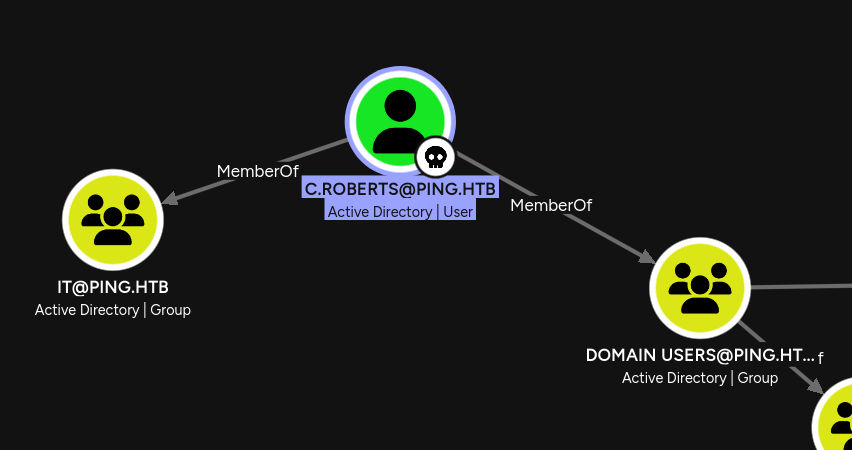 MemberOf
C.ROBERTS@PING.HTB
Active Directory | User
MemberOf
IT@PING.HTB
Active Directory | Group
DOMAIN USERS@PING.HT...
f
Active Directory | Group